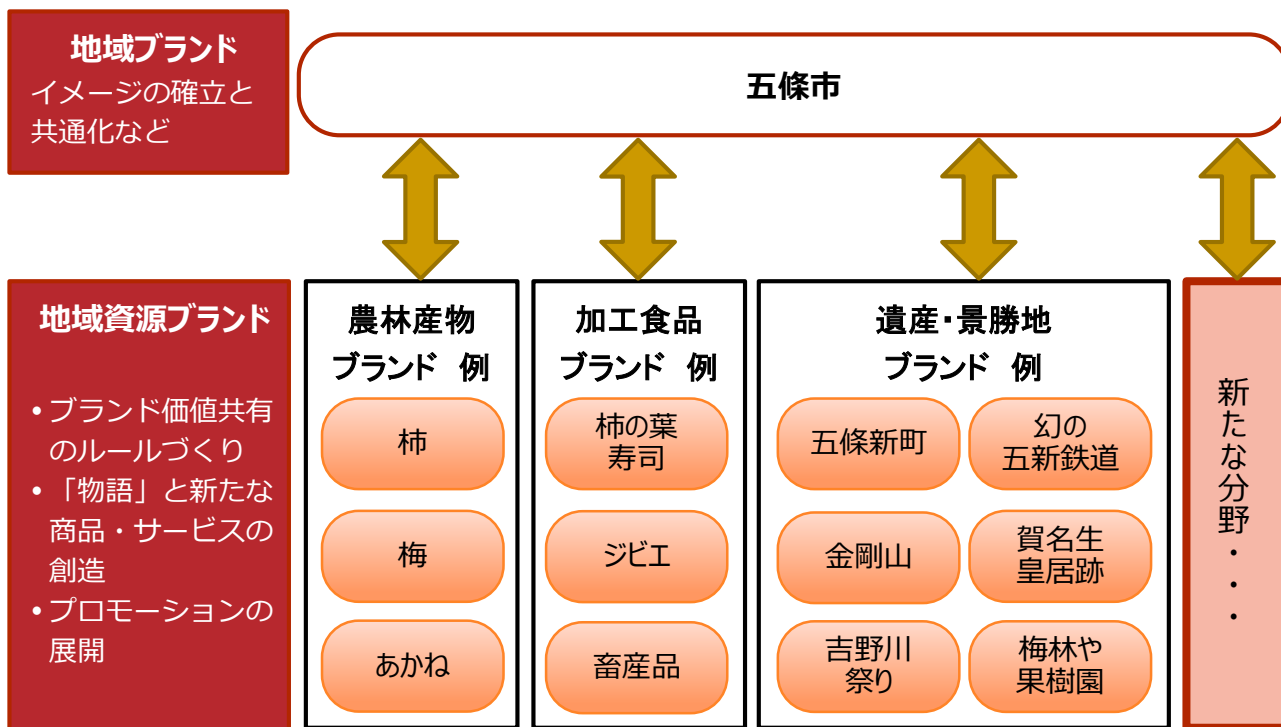 地域ブランド
イメージの確立と
共通化など
五條市
地域資源ブランド
• ブランド価値共有
のルールづくり
• 「物語」と新たな
商品・サービスの
創造
• プロモーションの
展開
農林産物
ブランド 例
柿
梅
あかね
加工食品
ブランド 例
柿の葉
寿司
ジビエ
畜産品
遺産・景勝地
ブランド 例
五條新町
幻の
五新鉄道
金剛山
賀名生
皇居跡
吉野川
祭り
梅林や
果樹園
新たな分野・・・